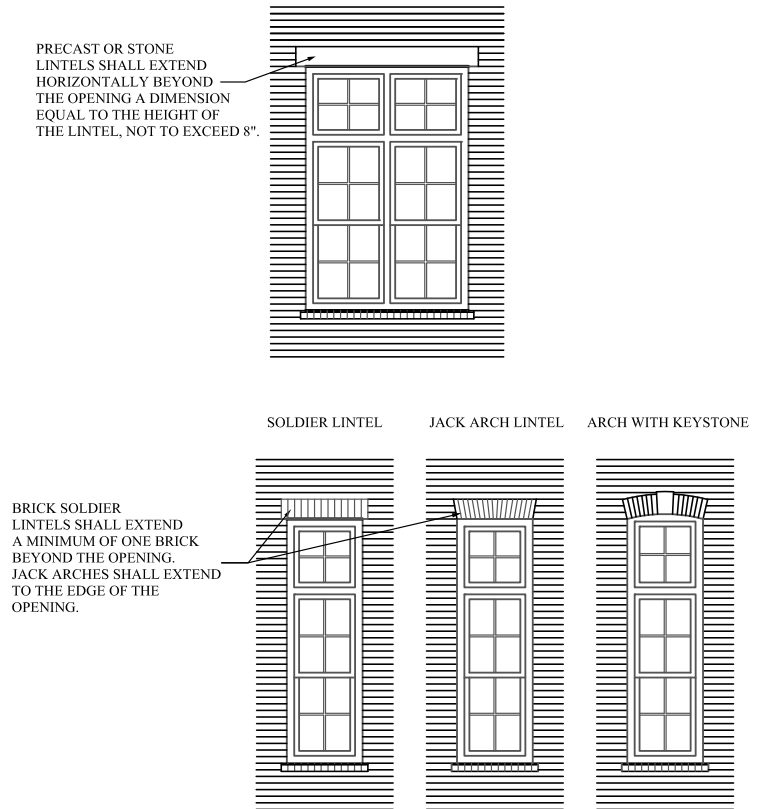 PRECAST OR STONE
LINTELS SHALL EXTEND
HORIZONTALLY BEYOND
THE OPENING A DIMENSION
EQUAL TO THE HEIGHT OF
THE LINTEL, NOT TO EXCEED 8".
SOLDIER LINTEL
JACK ARCH LINTEL
ARCH WITH KEYSTONE
BRICK SOLDIER
LINTELS SHALL EXTEND
A MINIMUM OF ONE BRICK
BEYOND THE OPENING.
JACK ARCHES SHALL EXTEND
TO THE EDGE OF THE
OPENING.